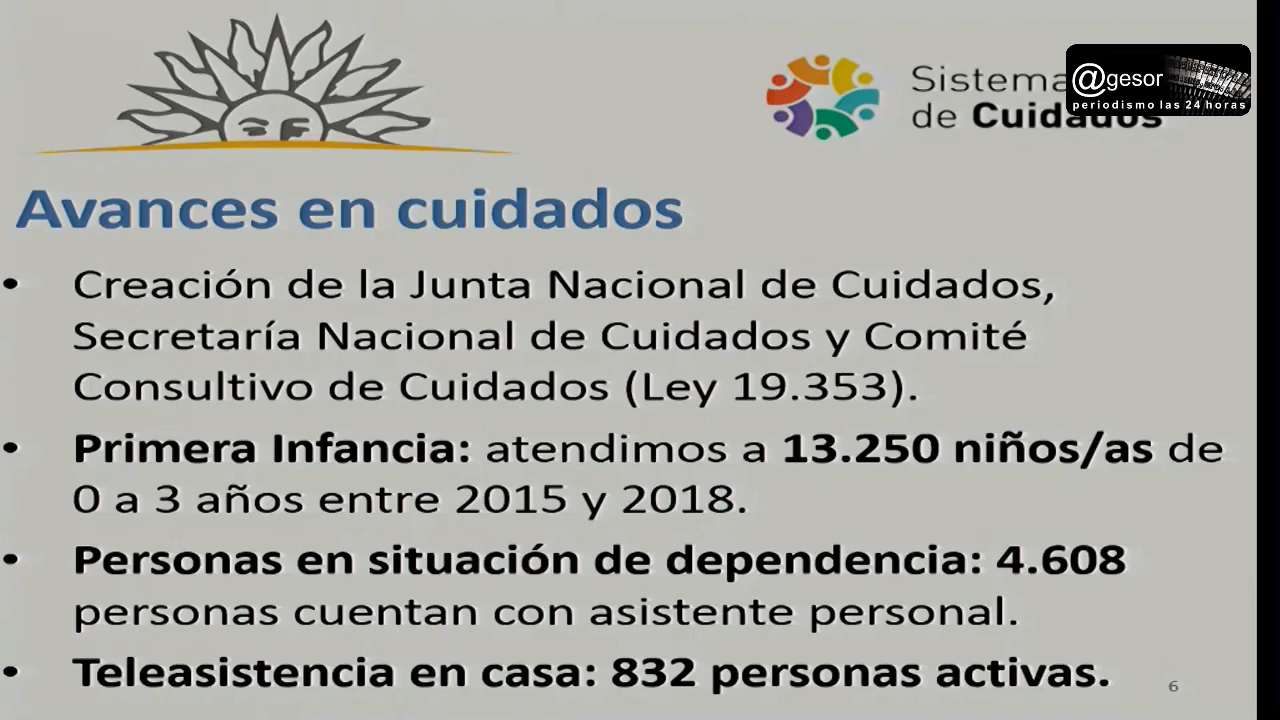 Sistema
de Cuidados
@gesor
periodismo las 24 horas
Avances en cuidados
• Creación de la Junta Nacional de Cuidados,
Secretaría Nacional de Cuidados y Comité
Consultivo de Cuidados (Ley 19.353).
• Primera Infancia: atendimos a 13.250 niños/as de
0 a 3 años entre 2015 y 2018.
• Personas en situación de dependencia: 4.608
personas cuentan con asistente personal.
• Teleasistencia en casa: 832 personas activas.
6